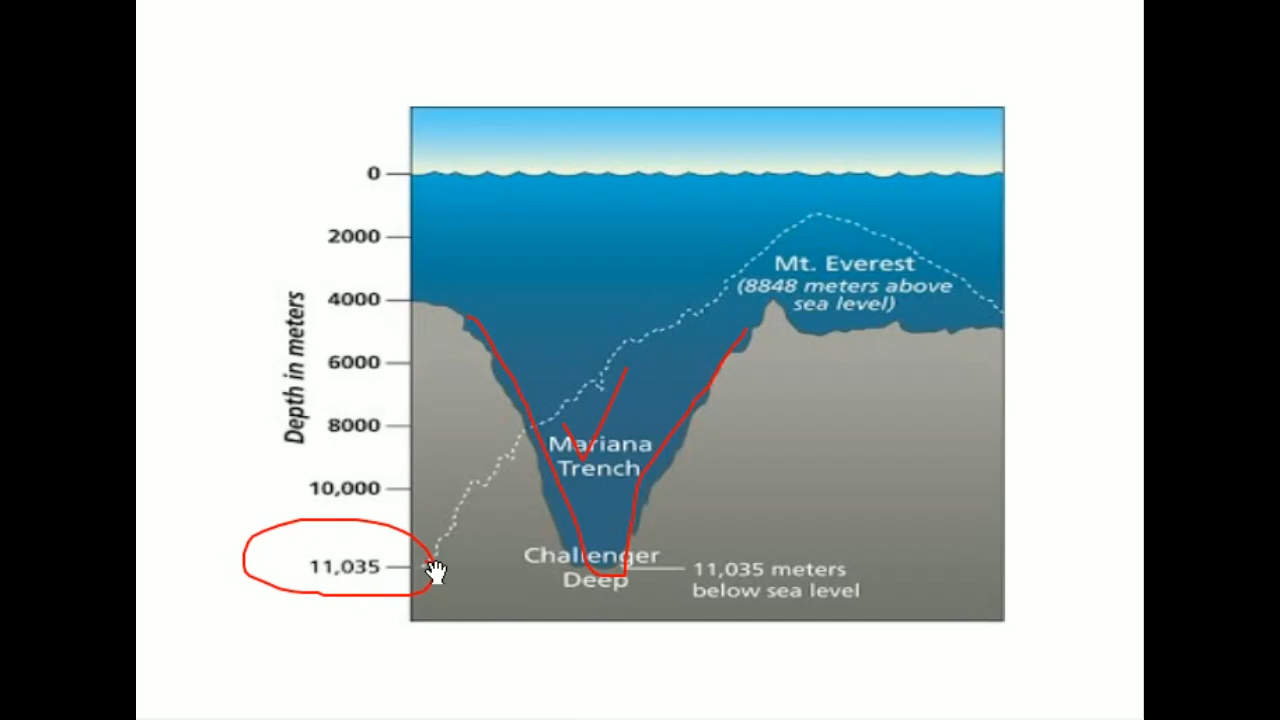 0
2000
4000
6000
8000
10,000
11,035
Depth in meters
Mt. Everest
(8848 meters above
sea level)
Mariana
Trench
Challenger
Deep
11,035 meters
below sea level